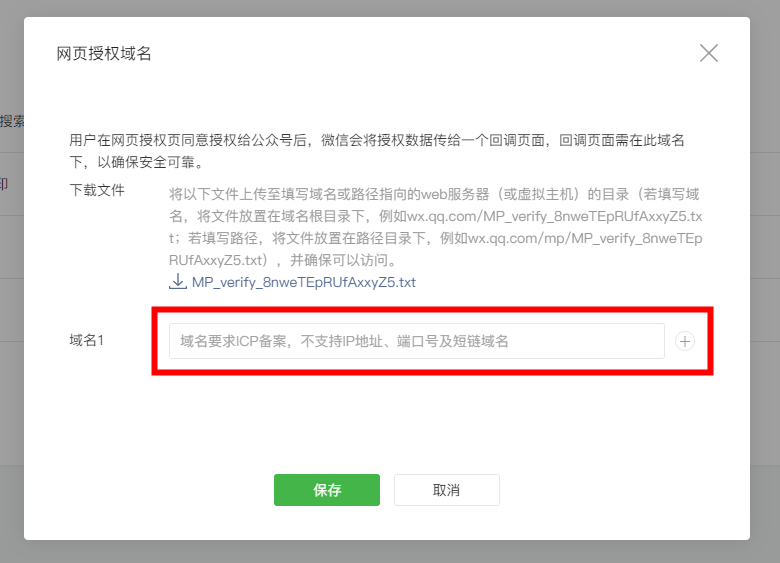 网页授权域名
搜索
用户在网页授权页同意授权给公众号后，微信会将授权数据传给一个回调页面，回调页面需在此域名
下，以确保安全可靠。
印
下载文件
将以下文件上传至填写域名或路径指向的web服务器（或虚拟主机）的目录（若填写域
名，将文件放置在域名根目录下，例如wx.qq.com/MP_verify_8nweTEpRUfAxxyZ5.tx
t；若填写路径，将文件放置在路径目录下，例如wx.qq.com/mp/MP_verify_8nweTEp
RUfAxxyZ5.txt），并确保可以访问。
MP_verify_8nweTEpRUfAxxyZ5.txt
域名1
域名要求ICP备案，不支持IP地址、端口号及短链域名
保存
取消